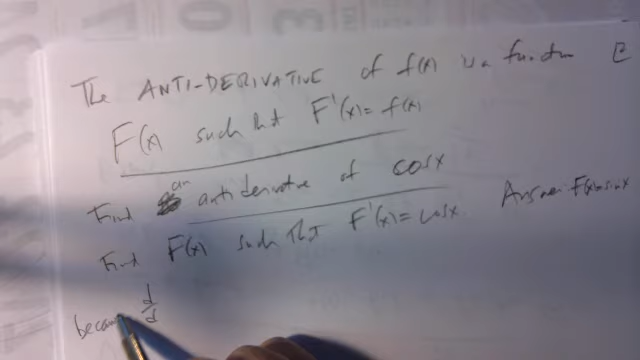 The ANTI-DERIVATIVE of f(x) is a function
F(x) such that F'(x) = f(x)
Find an antiderivative of cosx
Find F(x) such that F'(x) = cosx. Answer: F(x)=sinx
becau d/d